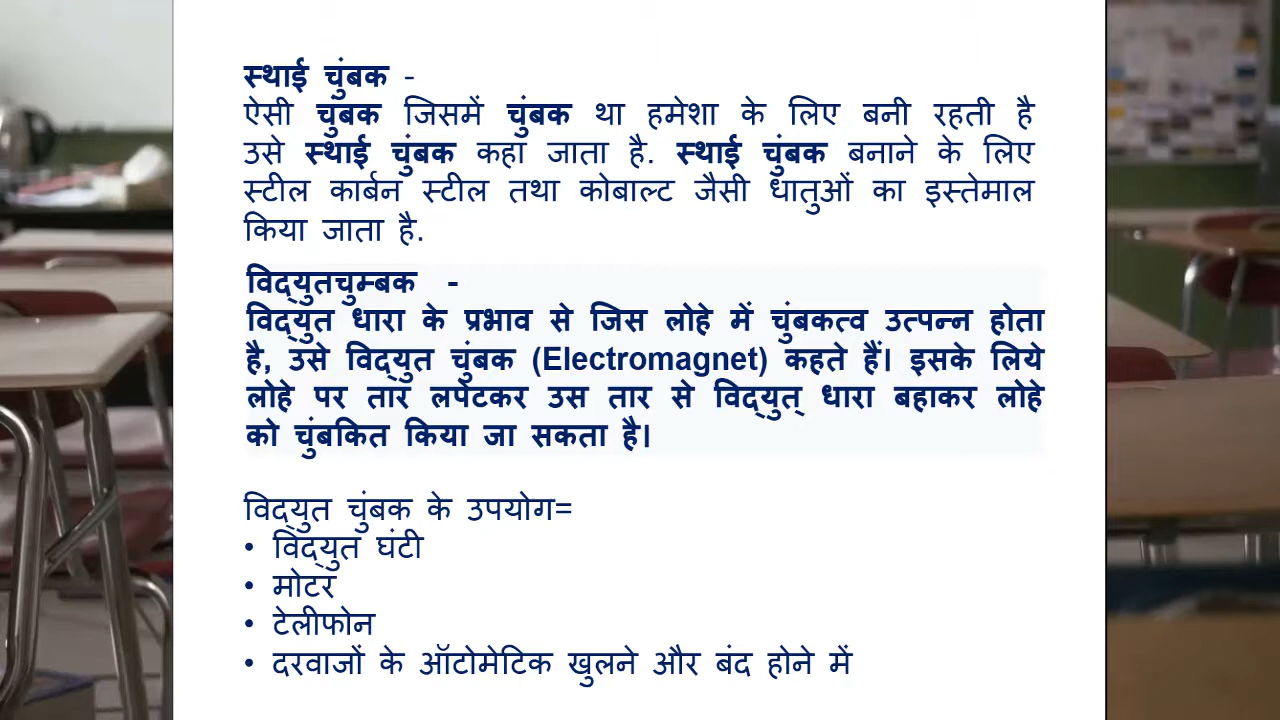 स्थाई चुंबक -
ऐसी चुंबक जिसमें चुंबक था हमेशा के लिए बनी रहती है
उसे स्थाई चुंबक कहा जाता है. स्थाई चुंबक बनाने के लिए
स्टील कार्बन स्टील तथा कोबाल्ट जैसी धातुओं का इस्तेमाल
किया जाता है.
विद्युतचुम्बक -
विद्युत धारा के प्रभाव से जिस लोहे में चुंबकत्व उत्पन्न होता
है, उसे विद्युत चुंबक (Electromagnet) कहते हैं। इसके लिये
लोहे पर तार लपेटकर उस तार से विद्युत् धारा बहाकर लोहे
को चुंबकित किया जा सकता है।
विद्युत चुंबक के उपयोग=
• विद्युत घंटी
• मोटर
• टेलीफोन
• दरवाजों के ऑटोमेटिक खुलने और बंद होने में